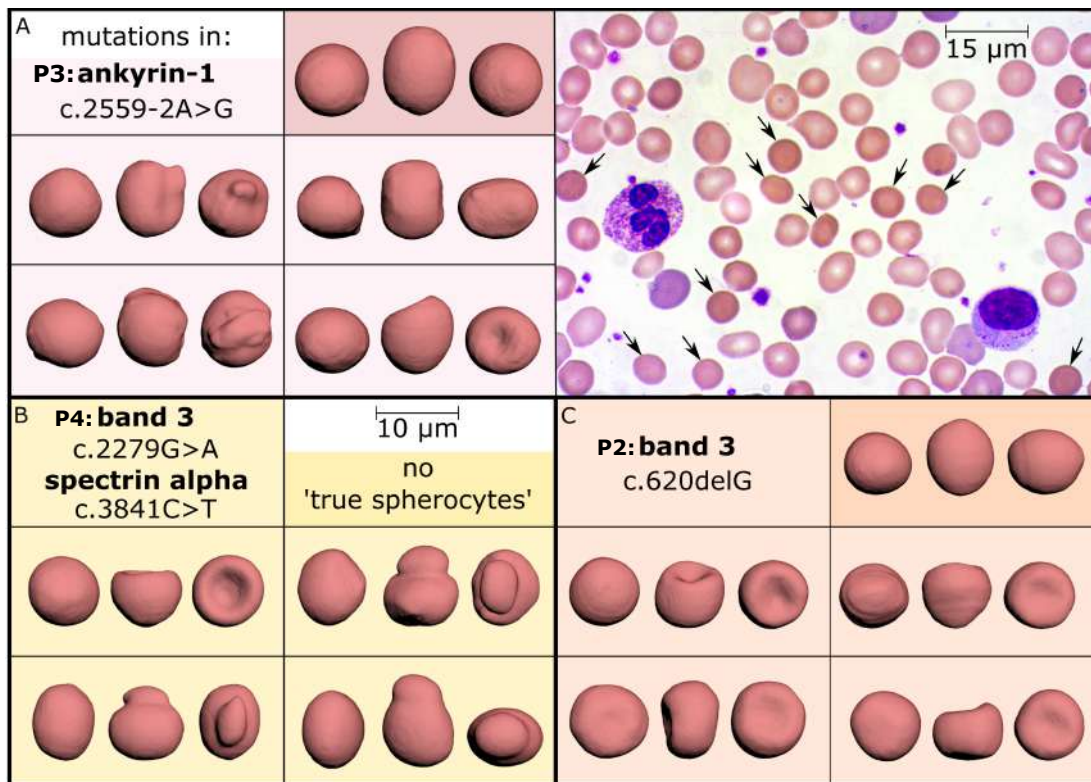 A
mutations in:
P3: ankyrin-1
c.2559-2A>G
15 µm
B
P4: band 3
c.2279G>A
spectrin alpha
c.3841C>T
10 µm
no
'true spherocytes'
C
P2: band 3
c.620delG